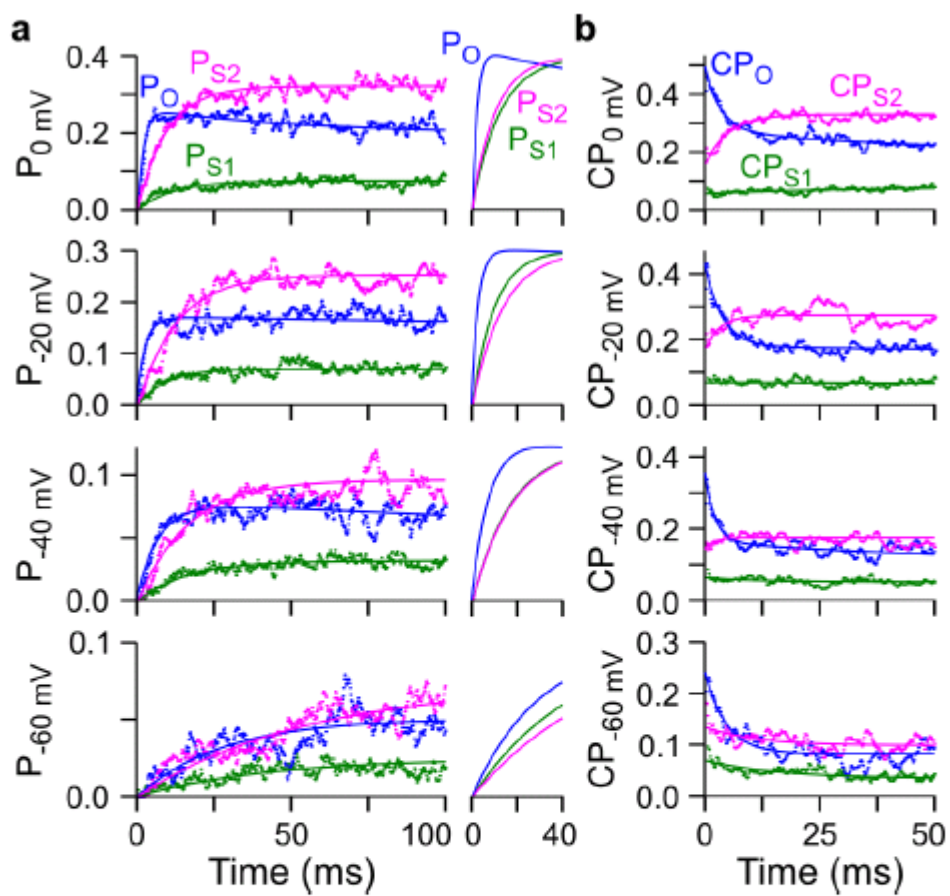 a
b
0.4
0.2
0.0
P0 mV
PO
PS2
PS1
PO
PS2
PS1
0.4
0.2
0.0
CP0 mV
CPO
CPS2
CPS1
0.3
0.2
0.1
0.0
P-20 mV
0.4
0.2
0.0
CP-20 mV
0.1
0.0
P-40 mV
0.4
0.2
0.0
CP-40 mV
0.1
0.0
P-60 mV
0.3
0.2
0.1
0.0
CP-60 mV
0 50 100
0 40
0 25 50
Time (ms)
Time (ms)